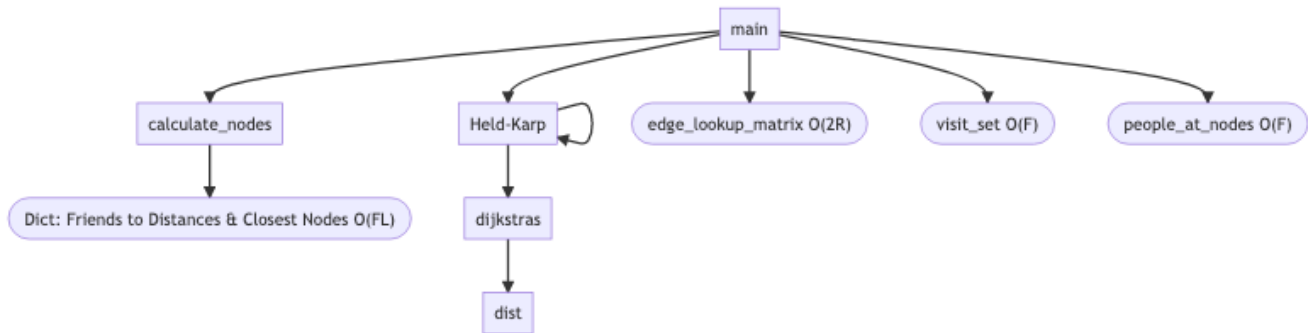 main
calculate_nodes
Held-Karp
edge_lookup_matrix O(2R)
visit_set O(F)
people_at_nodes O(F)
Dict: Friends to Distances & Closest Nodes O(FL)
dijkstras
dist